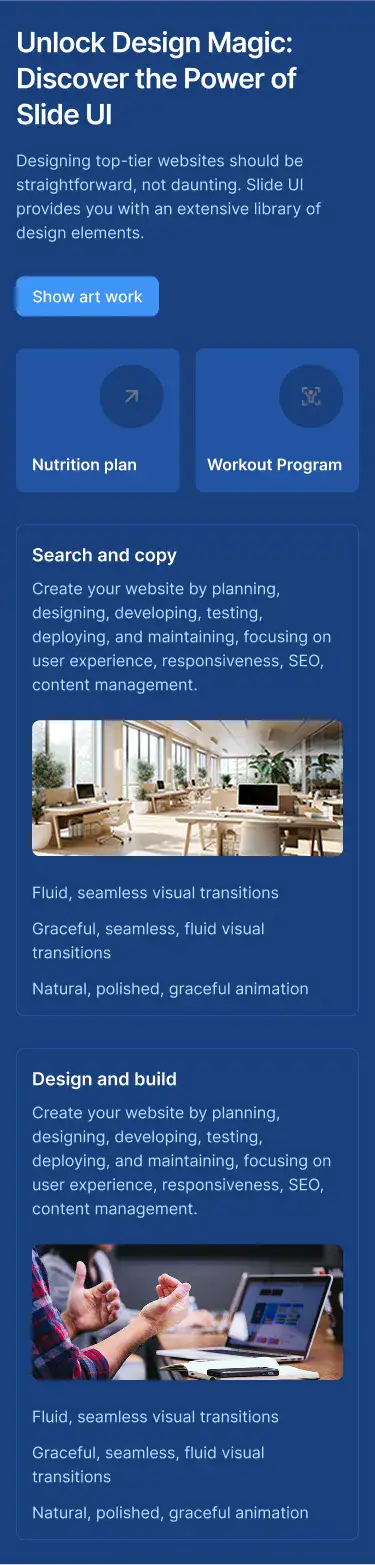 Unlock Design Magic:
Discover the Power of
Slide UI
Designing top-tier websites should be
straightforward, not daunting. Slide UI
provides you with an extensive library of
design elements.
Show art work
Nutrition plan
Workout Program
Search and copy
Create your website by planning,
designing, developing, testing,
deploying, and maintaining, focusing on
user experience, responsiveness, SEO,
content management.
Fluid, seamless visual transitions
Graceful, seamless, fluid visual
transitions
Natural, polished, graceful animation
Design and build
Create your website by planning,
designing, developing, testing,
deploying, and maintaining, focusing on
user experience, responsiveness, SEO,
content management.
Fluid, seamless visual transitions
Graceful, seamless, fluid visual
transitions
Natural, polished, graceful animation